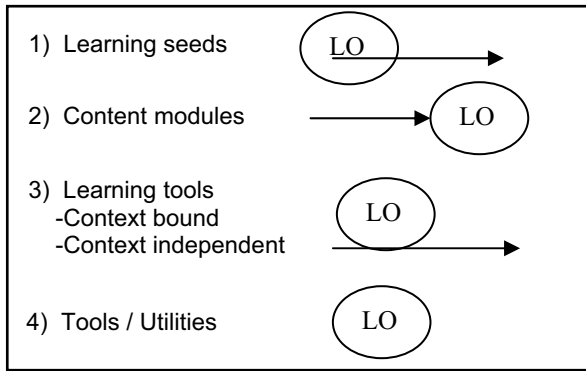 1) Learning seeds LO
2) Content modules LO
3) Learning tools
-Context bound LO
-Context independent
4) Tools / Utilities LO